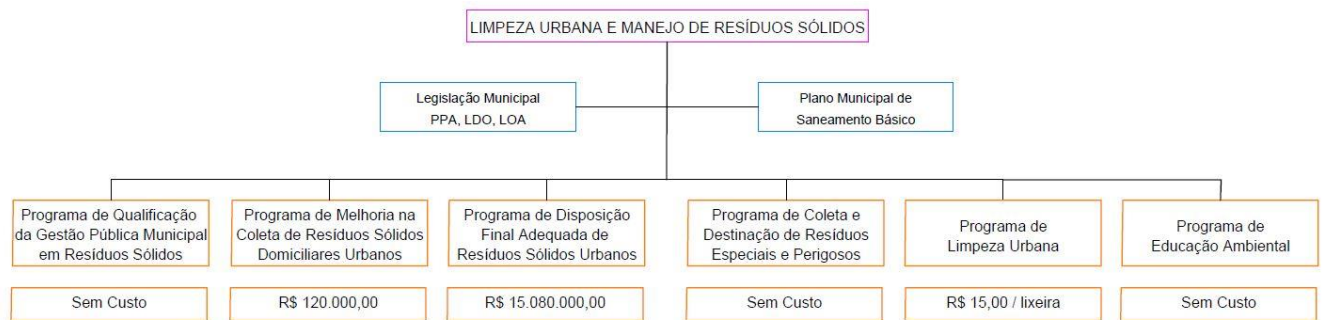 LIMPEZA URBANA E MANEJO DE RESÍDUOS SÓLIDOS
Legislação Municipal
PPA, LDO, LOA
Plano Municipal de
Saneamento Básico
Programa de Qualificação
da Gestão Pública Municipal
em Resíduos Sólidos
Programa de Melhoria na
Coleta de Resíduos Sólidos
Domiciliares Urbanos
Programa de Disposição
Final Adequada de
Resíduos Sólidos Urbanos
Programa de Coleta e
Destinação de Resíduos
Especiais e Perigosos
Programa de
Limpeza Urbana
Programa de
Educação Ambiental
Sem Custo
R$ 120.000,00
R$ 15.080.000,00
Sem Custo
R$ 15,00 / lixeira
Sem Custo